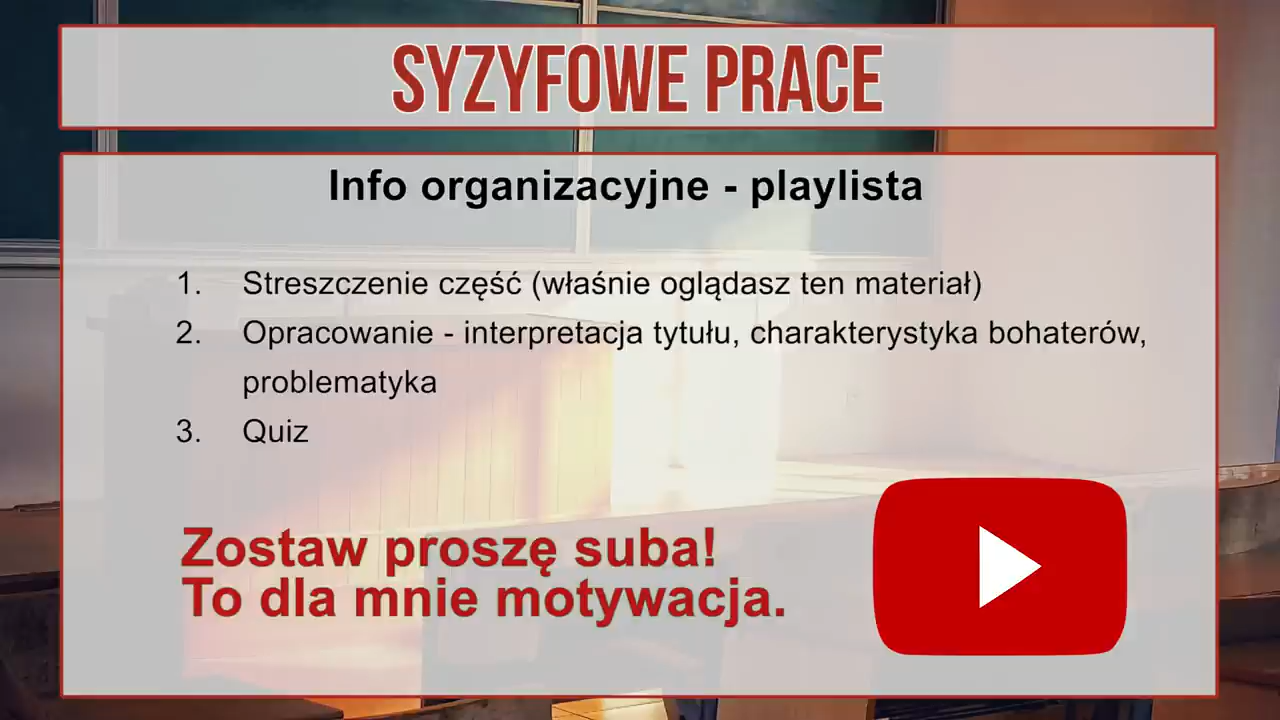 SYZYFOWE PRACE
Info organizacyjne - playlista
1. Streszczenie część (właśnie oglądasz ten materiał)
2. Opracowanie - interpretacja tytułu, charakterystyka bohaterów,
problematyka
3. Quiz
Zostaw proszę suba!
To dla mnie motywacja.